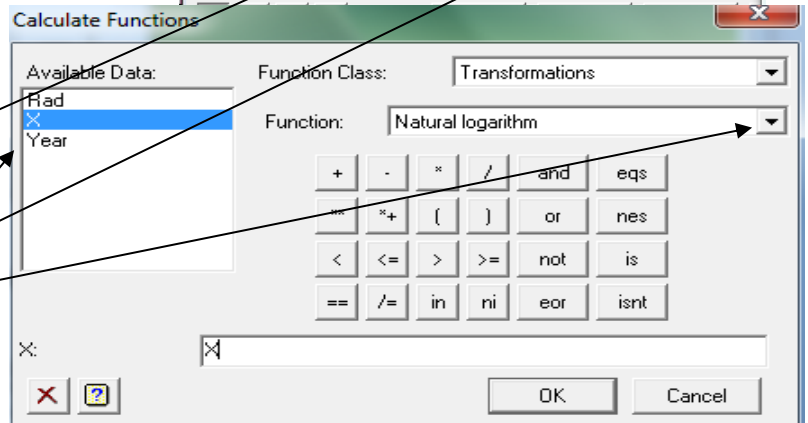 Calculate Functions
Available Data:
Function Class:
Transformations
Rad
X
Year
Function:
Natural logarithm
+ - * / and eqs
** *+ ( ) or nes
< <= > >= not is
== /= in ni eor isnt
X:
X
OK
Cancel